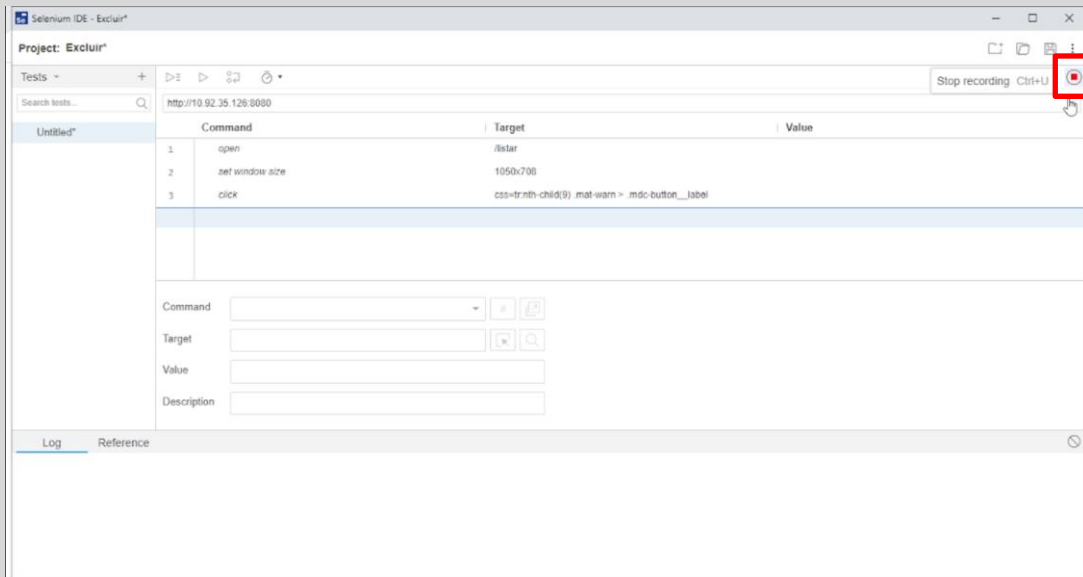 Selenium IDE - Excluir*
Project: Excluir*
Tests
Stop recording Ctrl+U
Search tests...
http://10.92.35.126:8080
Untitled*
Command Target Value
1 open /listar
2 set window size 1050x708
3 click css=tr:nth-child(9) .mat-warn > .mdc-button__label
Command
//
Target
Value
Description
Log Reference